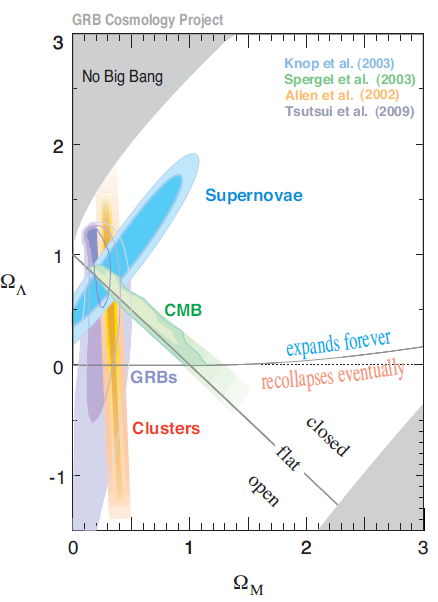 GRB Cosmology Project
3
No Big Bang
Knop et al. (2003)
Spergel et al. (2003)
Allen et al. (2002)
Tsutsui et al. (2009)
2
Supernovae
1
ΩΛ
CMB
expands forever
0
GRBs
recollapses eventually
Clusters
closed
flat
open
-1
0
1
2
3
ΩM